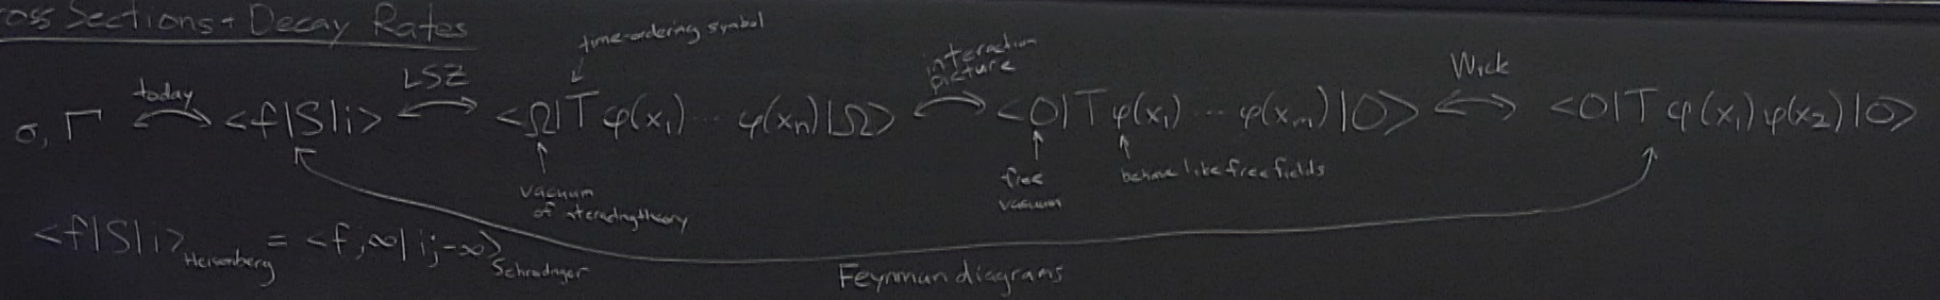 oss Sections + Decay Rates
time-ordering symbol
σ, Γ ⟷ today ⟨f|S|i⟩ ⟷ LSZ ⟨Ω|T φ(x₁) ··· φ(xₙ)|Ω⟩ ⟷ interaction picture ⟨0|T φ(x₁) ··· φ(xₘ)|0⟩ ⟷ Wick ⟨0|T φ(x₁) φ(x₂)|0⟩
vacuum
of interacting theory
free
vacuum
behave like free fields
⟨f|S|i⟩ Heisenberg = ⟨f;∞|i;-∞⟩ Schrodinger
Feynman diagrams